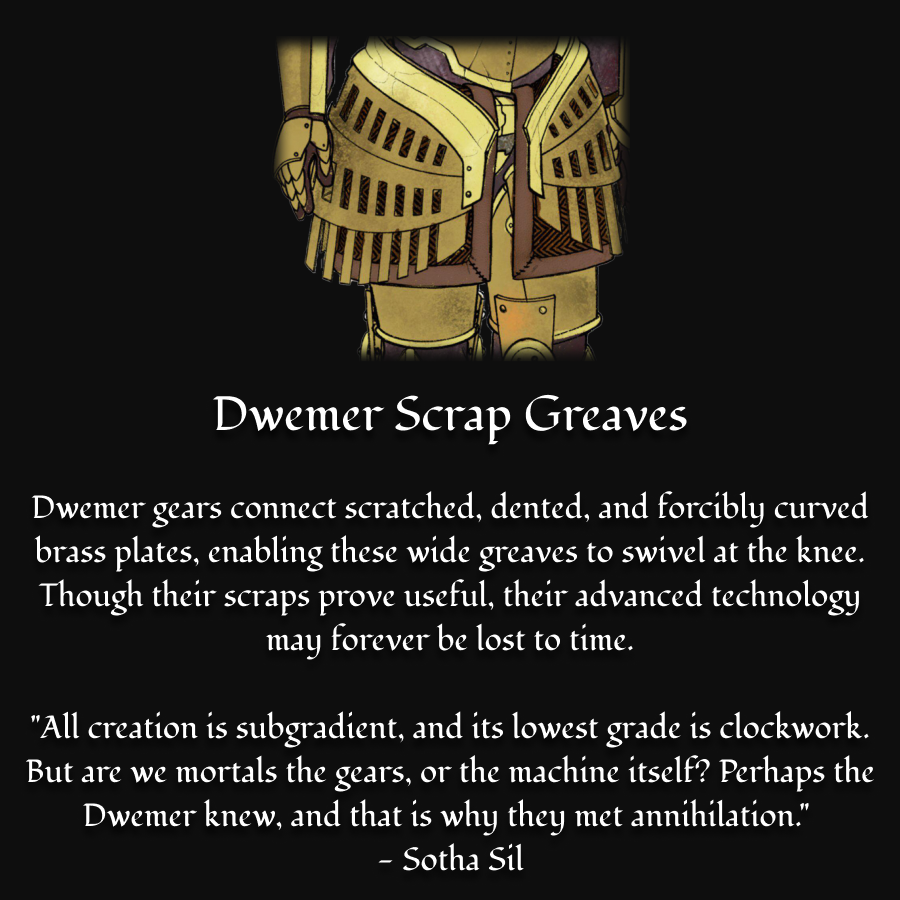 Dwemer Scrap Greaves
Dwemer gears connect scratched, dented, and forcibly curved
brass plates, enabling these wide greaves to swivel at the knee.
Though their scraps prove useful, their advanced technology
may forever be lost to time.
"All creation is subgradient, and its lowest grade is clockwork.
But are we mortals the gears, or the machine itself? Perhaps the
Dwemer knew, and that is why they met annihilation."
- Sotha Sil